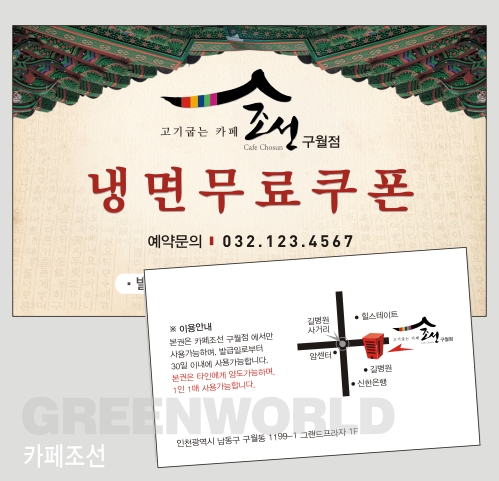 고기굽는 카페
조선
Cafe Chosun
구월점
냉면무료쿠폰
예약문의 032.123.4567
※ 이용안내
본권은 카페조선 구월점 에서만
사용가능하며, 발급일로부터
30일 이내에 사용가능합니다.
본권은 타인에게 양도가능하며,
1인 1매 사용가능합니다.
길병원
사거리
힐스테이트
암센터
고기굽는 카페
조선
구월점
길병원
신한은행
인천광역시 남동구 구월동 1199-1 그랜드프라자 1F
GREENWORLD
카페조선